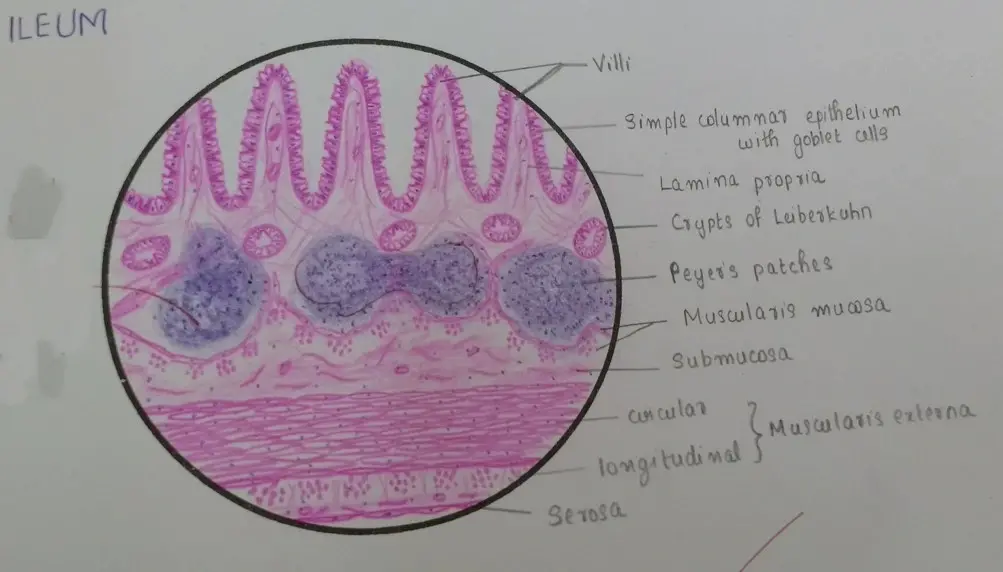 ILEUM
Villi
Simple columnar epithelium
with goblet cells
Lamina propria
Crypts of Leiberkuhn
Peyer's patches
Muscularis mucosa
Submucosa
circular
longitudinal
} Muscularis externa
Serosa